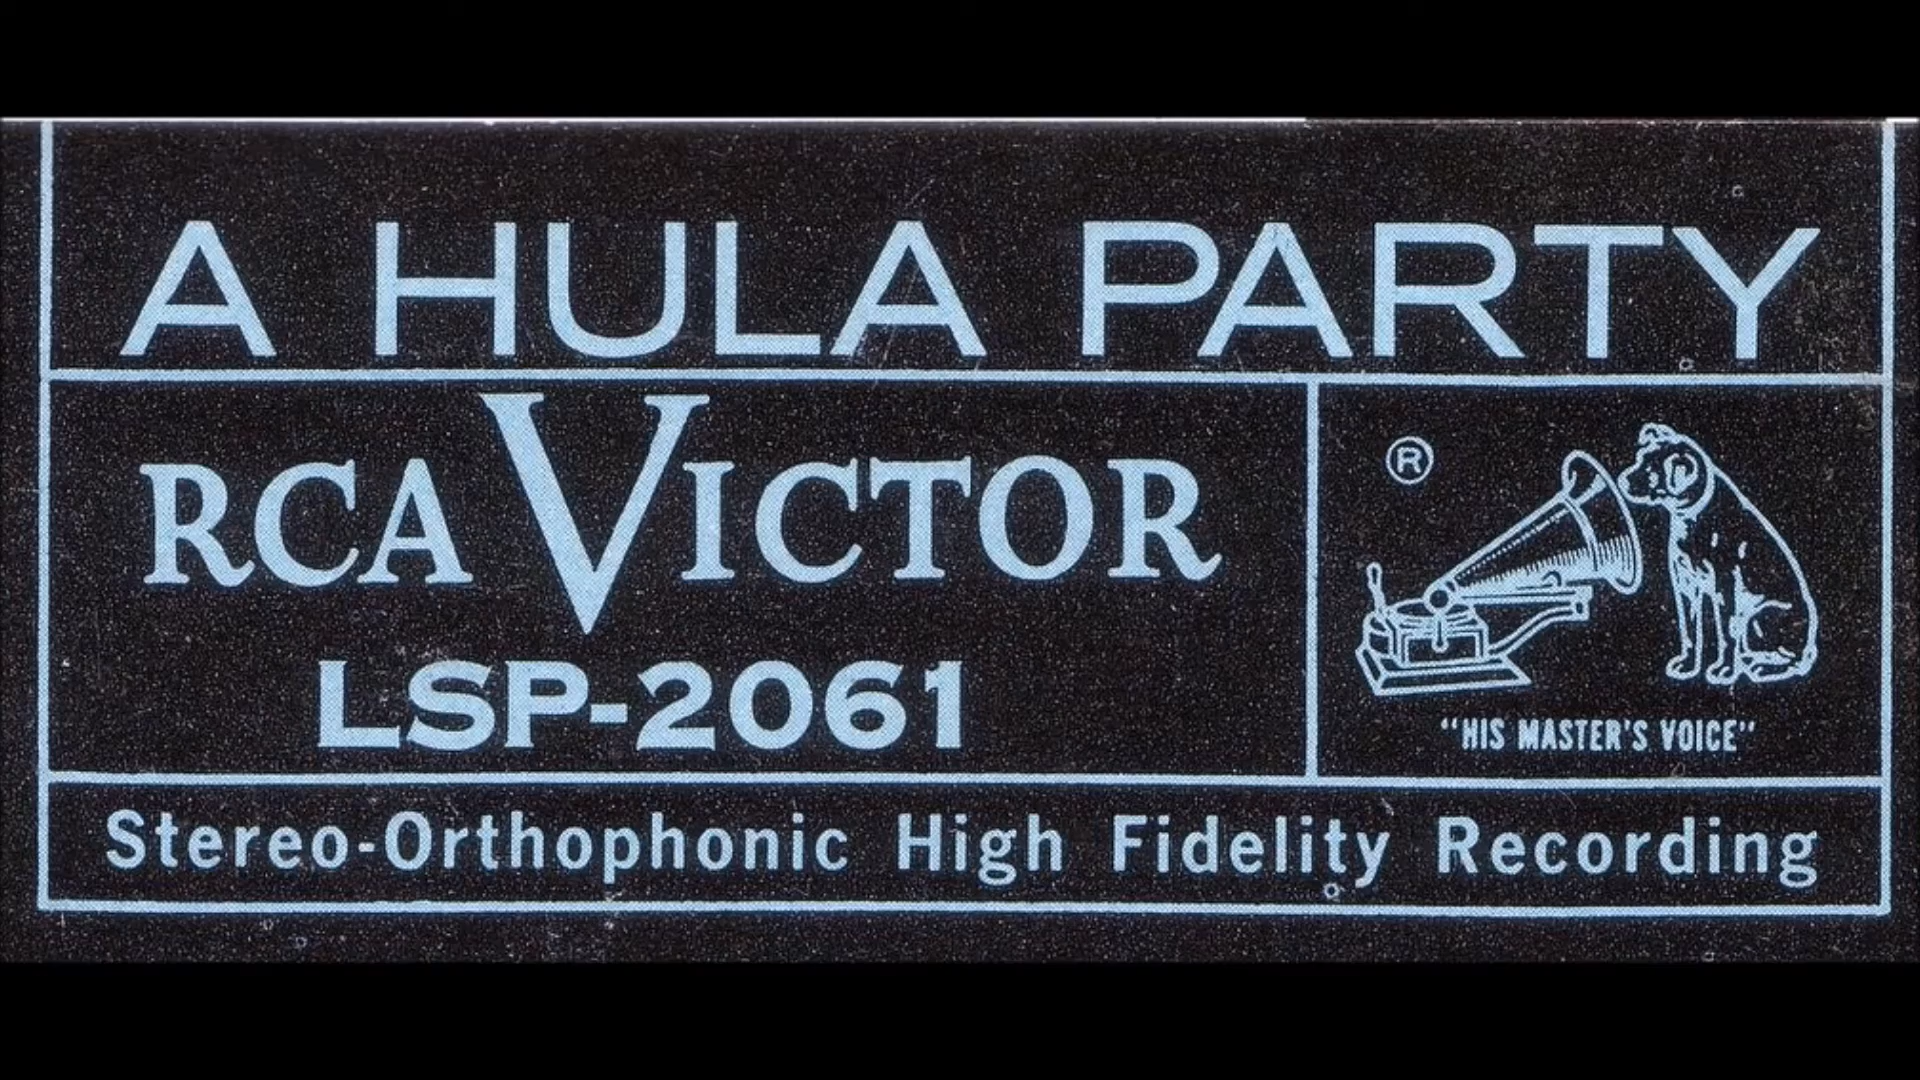 A HULA PARTY
RCA VICTOR
®
LSP-2061
"HIS MASTER'S VOICE"
Stereo-Orthophonic High Fidelity Recording